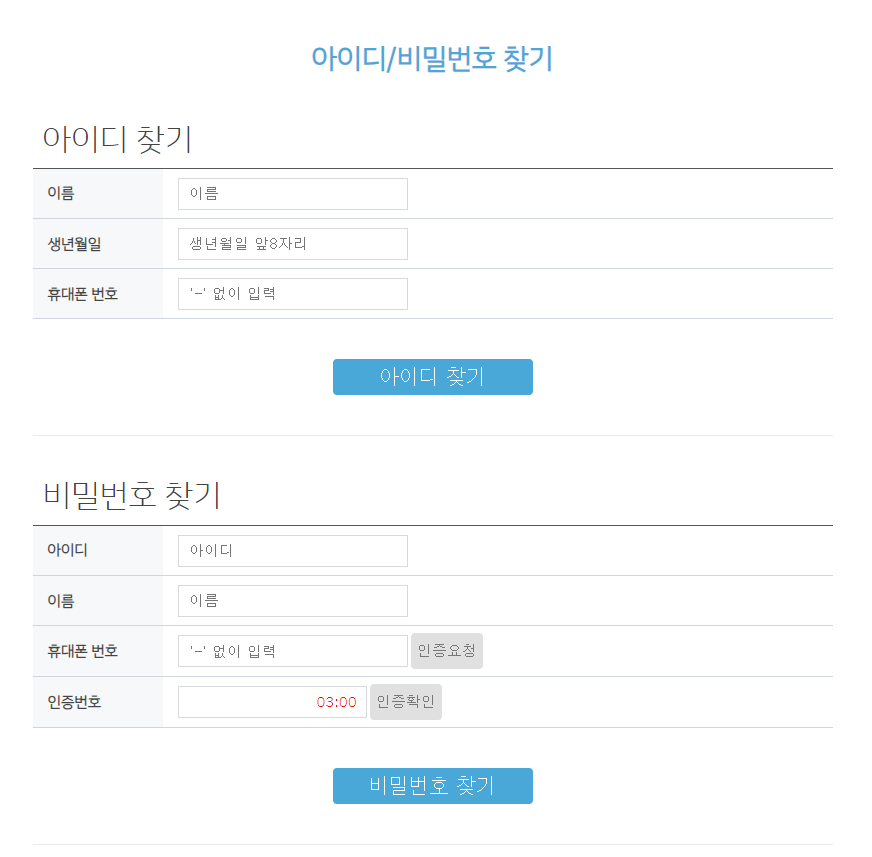 아이디/비밀번호 찾기
아이디 찾기
이름 이름
생년월일 생년월일 앞8자리
휴대폰 번호 '-' 없이 입력
아이디 찾기
비밀번호 찾기
아이디 아이디
이름 이름
휴대폰 번호 '-' 없이 입력 인증요청
인증번호 03:00 인증확인
비밀번호 찾기